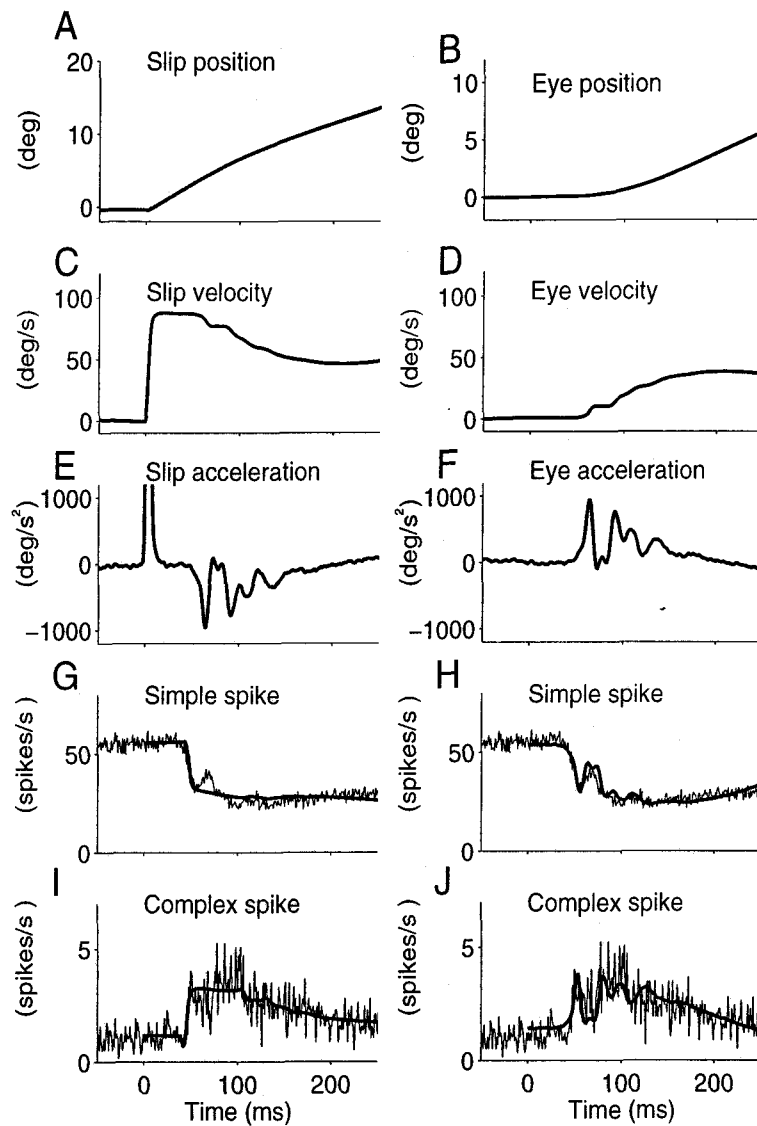 A
Slip position
20
10
0
(deg)
B
Eye position
10
5
0
(deg)
C
Slip velocity
100
50
0
(deg/s)
D
Eye velocity
100
50
0
(deg/s)
E
Slip acceleration
1000
0
−1000
(deg/s²)
F
Eye acceleration
1000
0
−1000
(deg/s²)
G
Simple spike
50
0
(spikes/s )
H
Simple spike
50
0
(spikes/s )
I
Complex spike
5
0
(spikes/s )
0 100 200
Time (ms)
J
Complex spike
5
0
(spikes/s )
0 100 200
Time (ms)